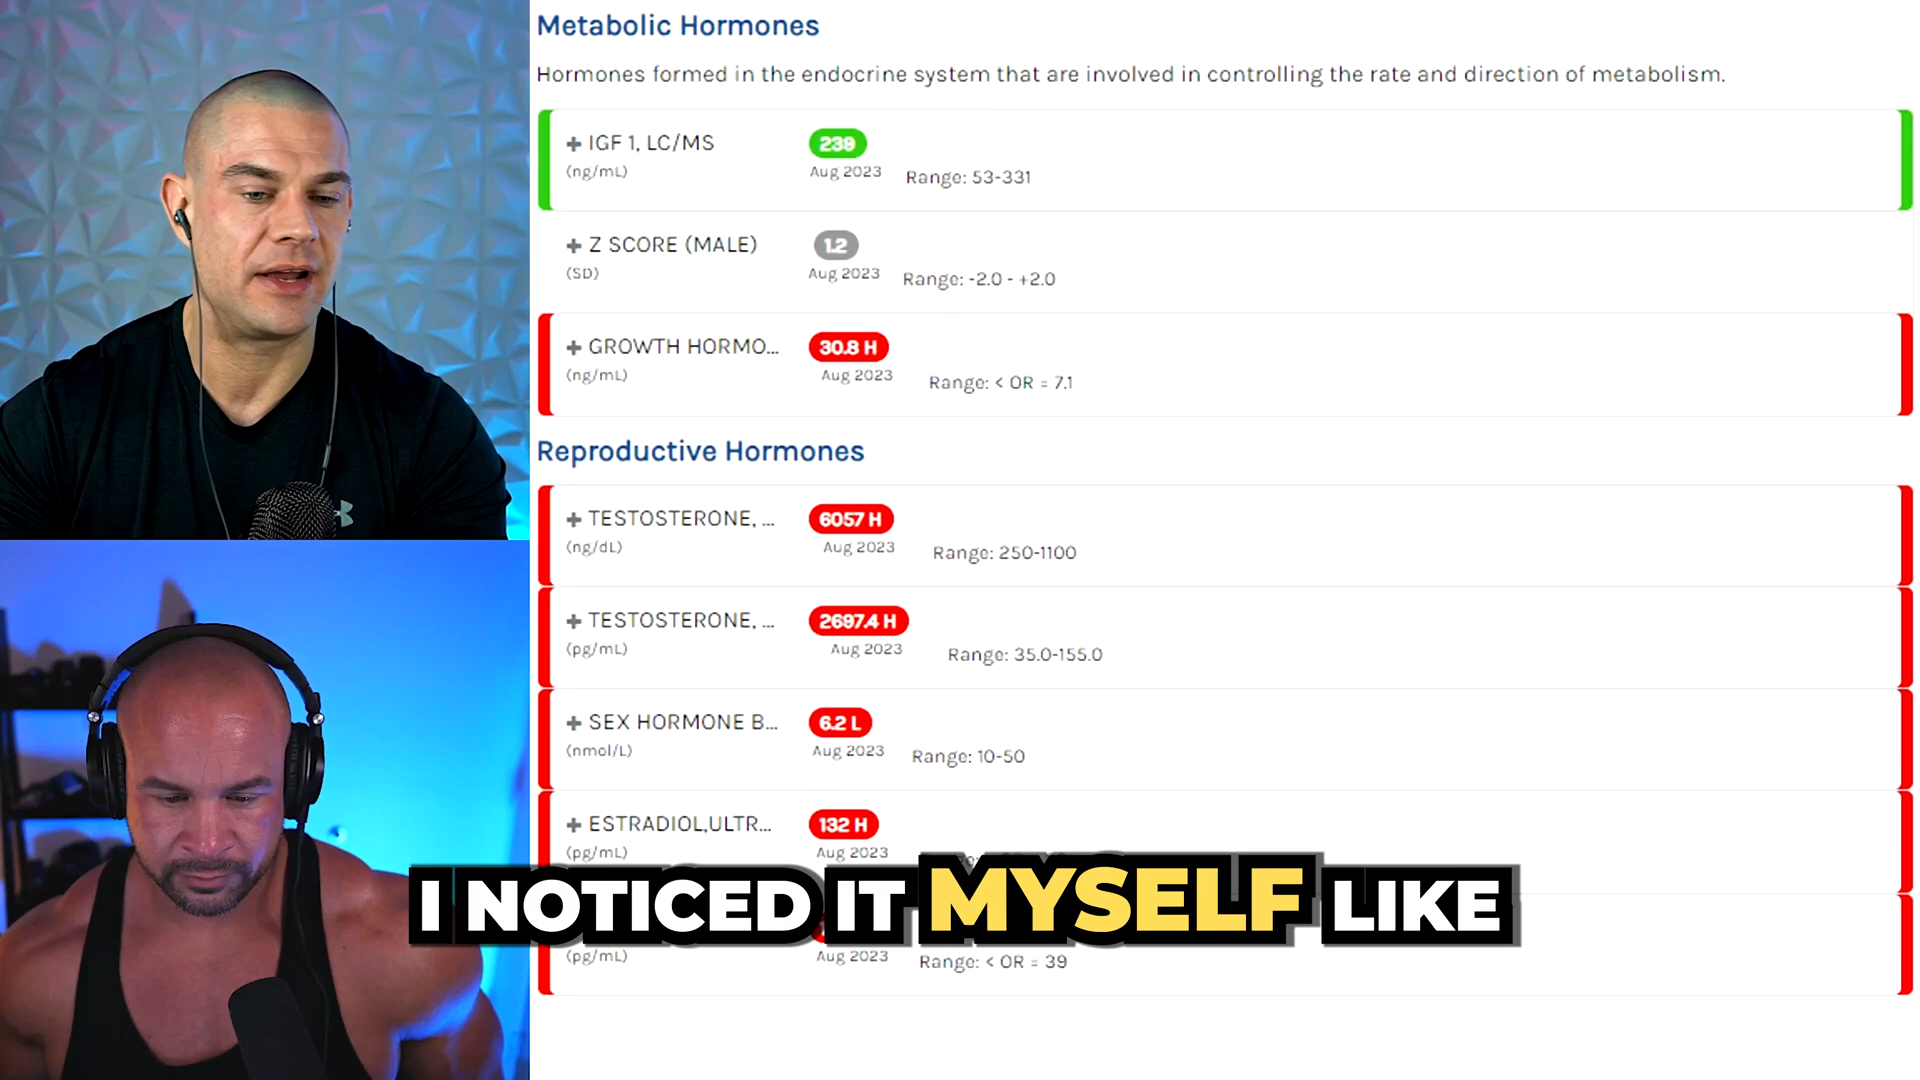 Metabolic Hormones
Hormones formed in the endocrine system that are involved in controlling the rate and direction of metabolism.
IGF 1, LC/MS 239
(ng/mL) Aug 2023 Range: 53-331
Z SCORE (MALE) 1.2
(SD) Aug 2023 Range: -2.0 - +2.0
GROWTH HORMO... 30.8 H
(ng/mL) Aug 2023 Range: < OR = 7.1
Reproductive Hormones
TESTOSTERONE, ... 6057 H
(ng/dL) Aug 2023 Range: 250-1100
TESTOSTERONE, ... 2697.4 H
(pg/mL) Aug 2023 Range: 35.0-155.0
SEX HORMONE B... 6.2 L
(nmol/L) Aug 2023 Range: 10-50
ESTRADIOL,ULTR... 132 H
(pg/mL) Aug 2023
I NOTICED IT MYSELF LIKE
(pg/mL) Aug 2023 Range: < OR = 39